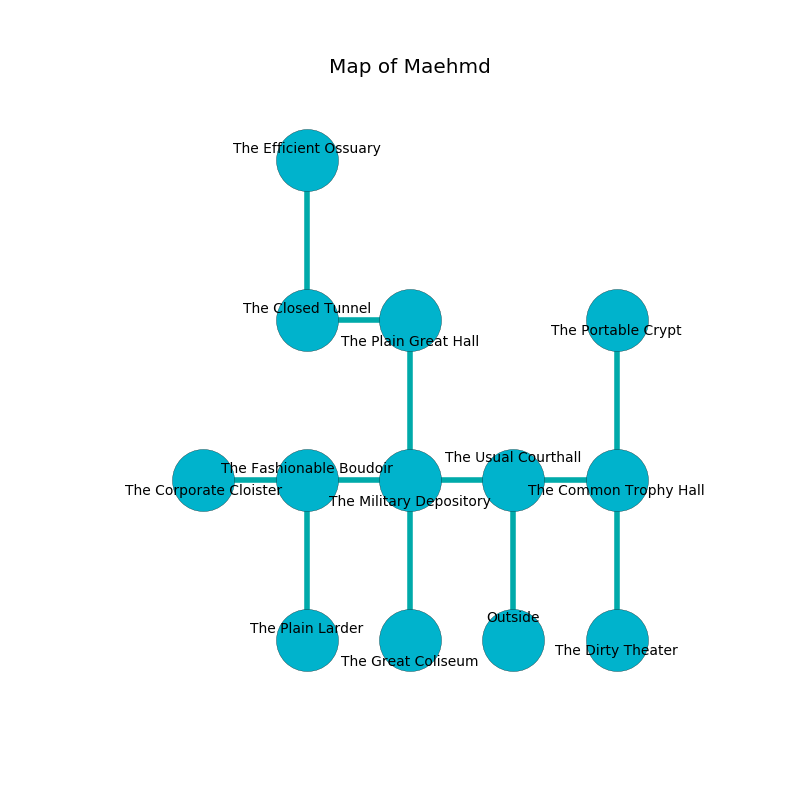 Map of Maehmd
The Efficient Ossuary
The Closed Tunnel
The Plain Great Hall
The Portable Crypt
The Usual Courthall
The Fashionable Boudoir
The Corporate Cloister
The Common Trophy Hall
The Military Depository
Outside
The Plain Larder
The Dirty Theater
The Great Coliseum